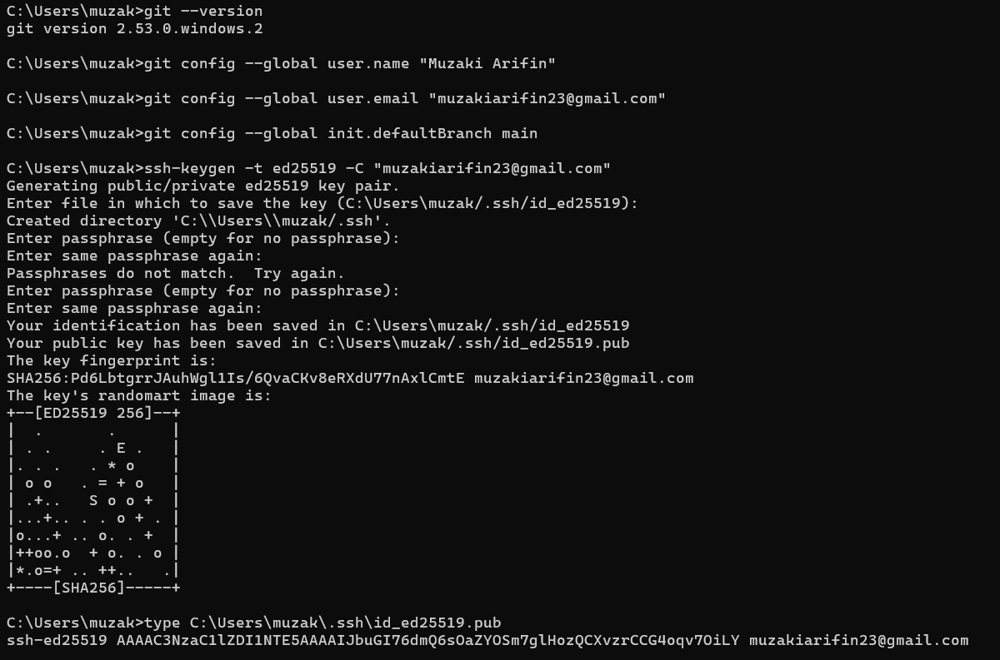 C:\Users\muzak>git --version
git version 2.53.0.windows.2
C:\Users\muzak>git config --global user.name "Muzaki Arifin"
C:\Users\muzak>git config --global user.email "muzakiarifin23@gmail.com"
C:\Users\muzak>git config --global init.defaultBranch main
C:\Users\muzak>ssh-keygen -t ed25519 -C "muzakiarifin23@gmail.com"
Generating public/private ed25519 key pair.
Enter file in which to save the key (C:\Users\muzak/.ssh/id_ed25519):
Created directory 'C:\\Users\\muzak/.ssh'.
Enter passphrase (empty for no passphrase):
Enter same passphrase again:
Passphrases do not match.  Try again.
Enter passphrase (empty for no passphrase):
Enter same passphrase again:
Your identification has been saved in C:\Users\muzak/.ssh/id_ed25519
Your public key has been saved in C:\Users\muzak/.ssh/id_ed25519.pub
The key fingerprint is:
SHA256:Pd6LbtgrrJAuhWgl1Is/6QvaCKv8eRXdU77nAxlCmtE muzakiarifin23@gmail.com
The key's randomart image is:
+--[ED25519 256]--+
|  .       .      |
| . .     . E .   |
|. . .   . * o    |
| o o   . = + o   |
| .+..   S o o +  |
|...+.. . . o + . |
|o...+ .. o. . +  |
|++oo.o  + o. . o |
|*.o=+ .. ++..   .|
+----[SHA256]-----+
C:\Users\muzak>type C:\Users\muzak\.ssh\id_ed25519.pub
ssh-ed25519 AAAAC3NzaC1lZDI1NTE5AAAAIJbuGI76dmQ6sOaZYOSm7glHozQCXvzrCCG4oqv7OiLY muzakiarifin23@gmail.com